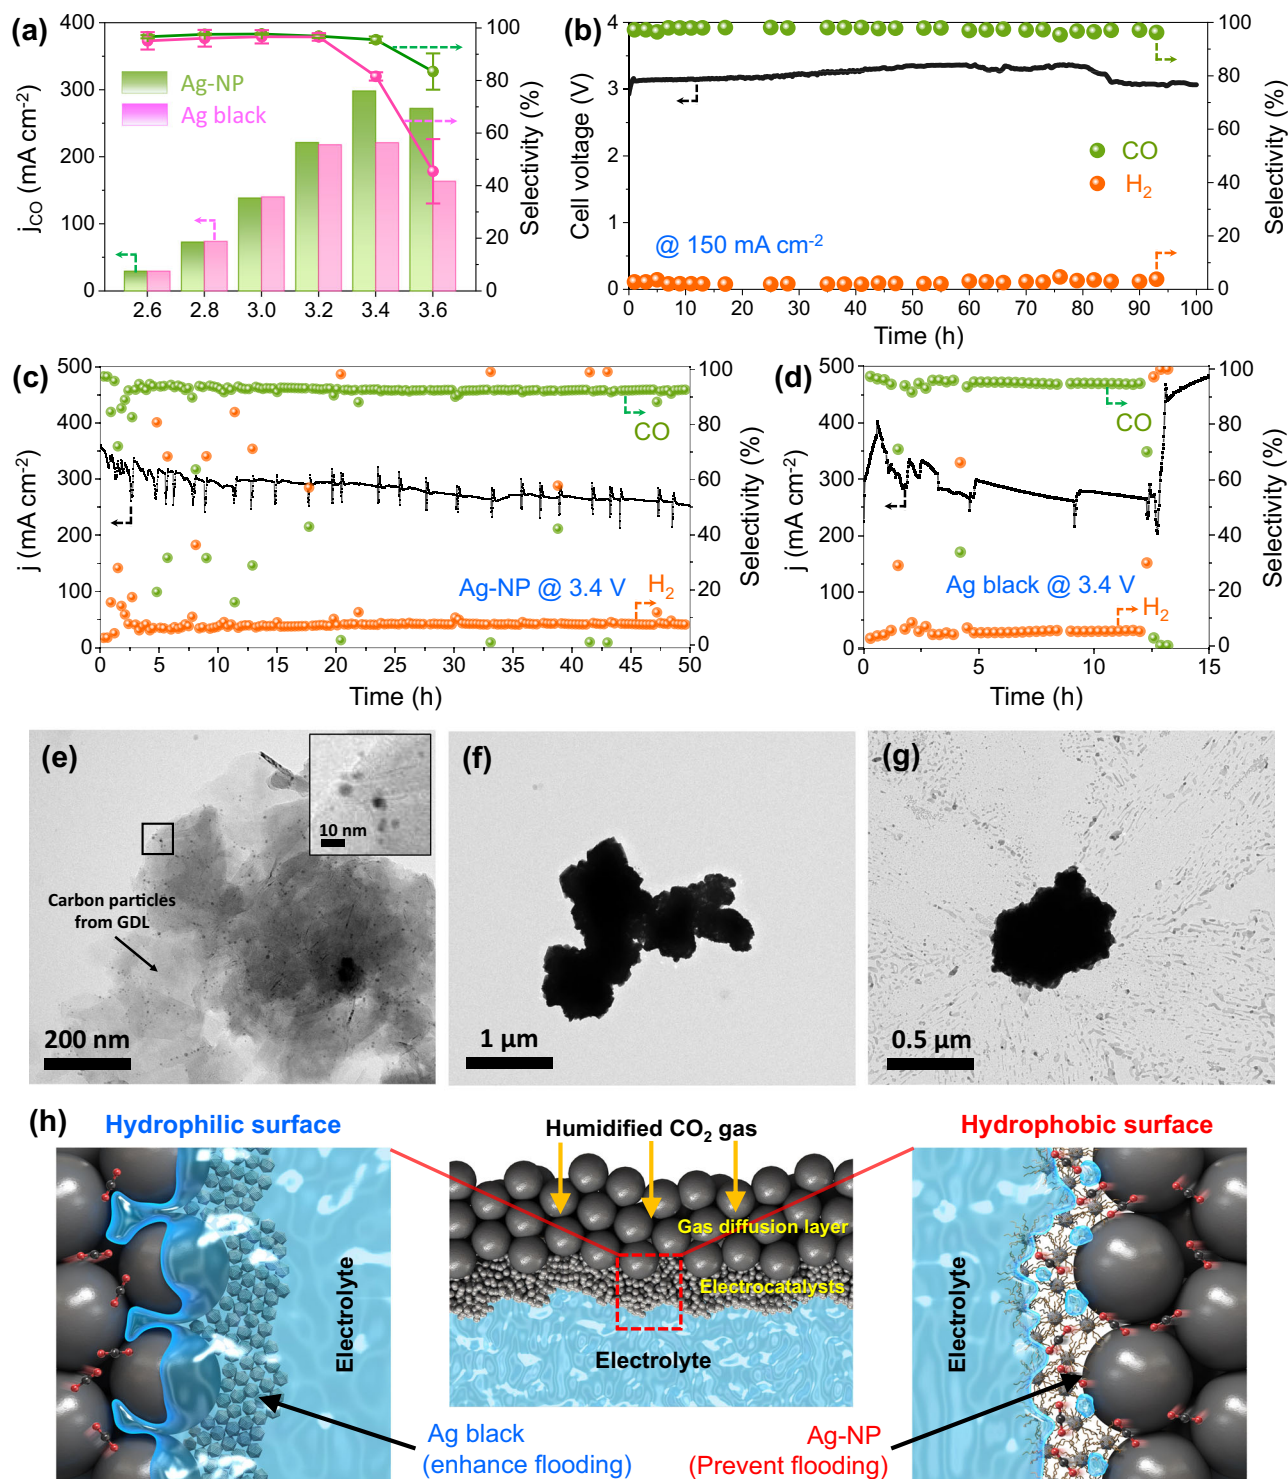 (a)
400
300
200
100
0
j_CO (mA cm⁻²)
Ag-NP
Ag black
100
80
60
40
20
0
Selectivity (%)
2.6 2.8 3.0 3.2 3.4 3.6
(b)
4
3
2
1
0
Cell voltage (V)
CO
H₂
@ 150 mA cm⁻²
100
80
60
40
20
0
Selectivity (%)
0 10 20 30 40 50 60 70 80 90 100
Time (h)
(c)
500
400
300
200
100
0
j (mA cm⁻²)
CO
Ag-NP @ 3.4 V
H₂
100
80
60
40
20
0
Selectivity (%)
0 5 10 15 20 25 30 35 40 45 50
Time (h)
(d)
500
400
300
200
100
0
j (mA cm⁻²)
CO
Ag black @ 3.4 V
H₂
100
80
60
40
20
0
Selectivity (%)
0 5 10 15
Time (h)
(e)
10 nm
Carbon particles
from GDL
200 nm
(f)
1 μm
(g)
0.5 μm
(h)
Hydrophilic surface
Electrolyte
Ag black
(enhance flooding)
Humidified CO₂ gas
Gas diffusion layer
Electrocatalysts
Electrolyte
Hydrophobic surface
Electrolyte
Ag-NP
(Prevent flooding)